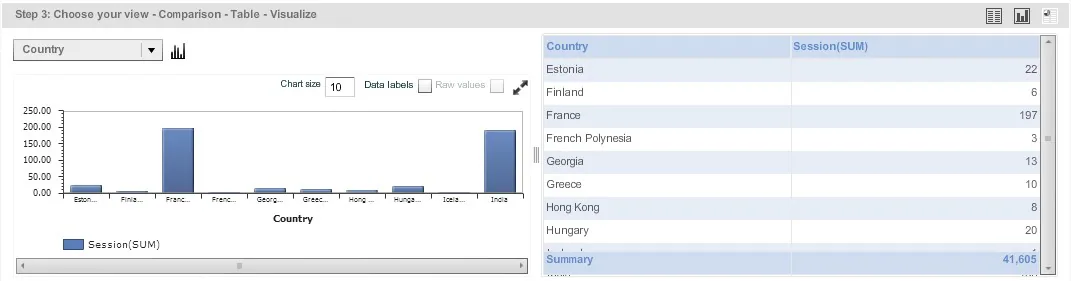 Step 3: Choose your view - Comparison - Table - Visualize
Country
Chart size 10 Data labels Raw values
250.00
200.00
150.00
100.00
50.00
0.00
Eston... Finla... Franc... Frenc... Georg... Greec... Hong ... Hunga... Icela... India
Country
Session(SUM)
Country Session(SUM)
Estonia 22
Finland 6
France 197
French Polynesia 3
Georgia 13
Greece 10
Hong Kong 8
Hungary 20
Summary 41,605